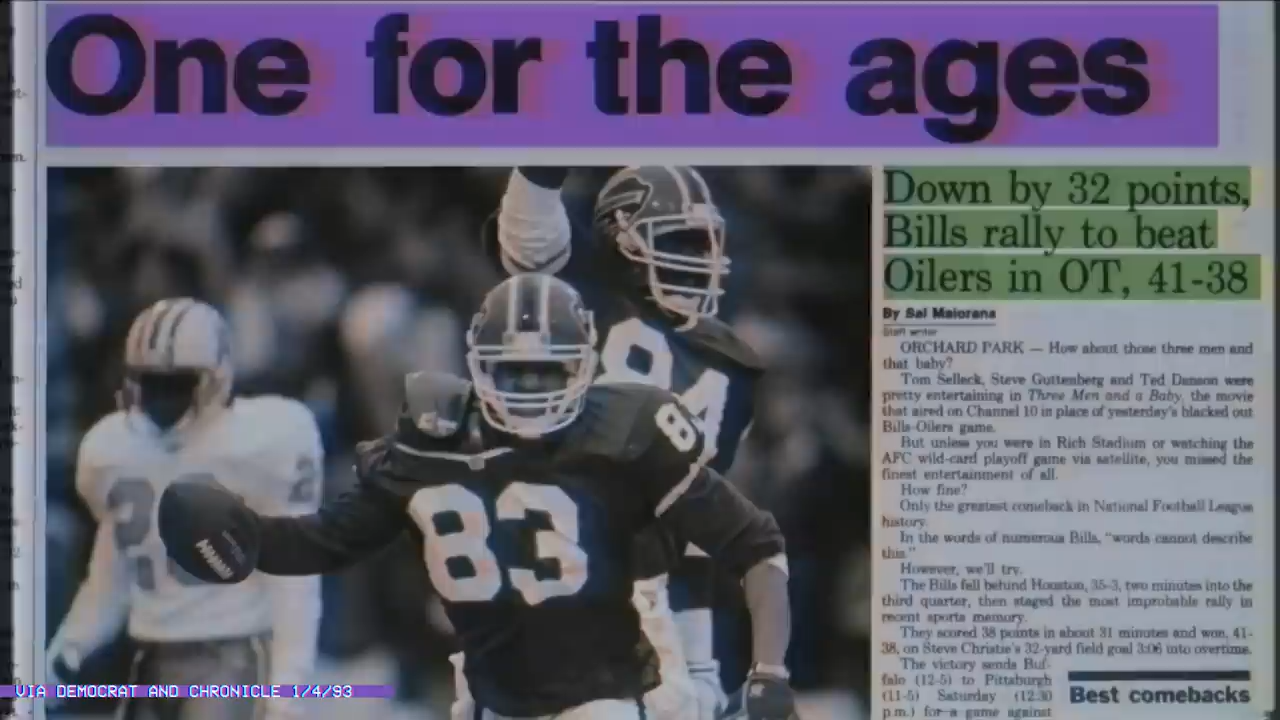 One for the ages
Down by 32 points,
Bills rally to beat
Oilers in OT, 41-38
By Sal Maiorana
Staff writer
ORCHARD PARK — How about those three men and
that baby?
Tom Selleck, Steve Guttenberg and Ted Danson were
pretty entertaining in Three Men and a Baby, the movie
that aired on Channel 10 in place of yesterday's blacked out
Bills-Oilers game.
But unless you were in Rich Stadium or watching the
AFC wild-card playoff game via satellite, you missed the
finest entertainment of all.
How fine?
Only the greatest comeback in National Football League
history.
In the words of numerous Bills, "words cannot describe
this."
However, we'll try.
The Bills fell behind Houston, 35-3, two minutes into the
third quarter, then staged the most improbable rally in
recent sports memory.
They scored 38 points in about 31 minutes and won, 41-
38, on Steve Christie's 32-yard field goal 3:06 into overtime.
The victory sends Buf-
falo (12-5) to Pittsburgh
(11-5) Saturday (12:30
p.m.) for a game against
Best comebacks
83
84
8
VIA DEMOCRAT AND CHRONICLE 1/4/93